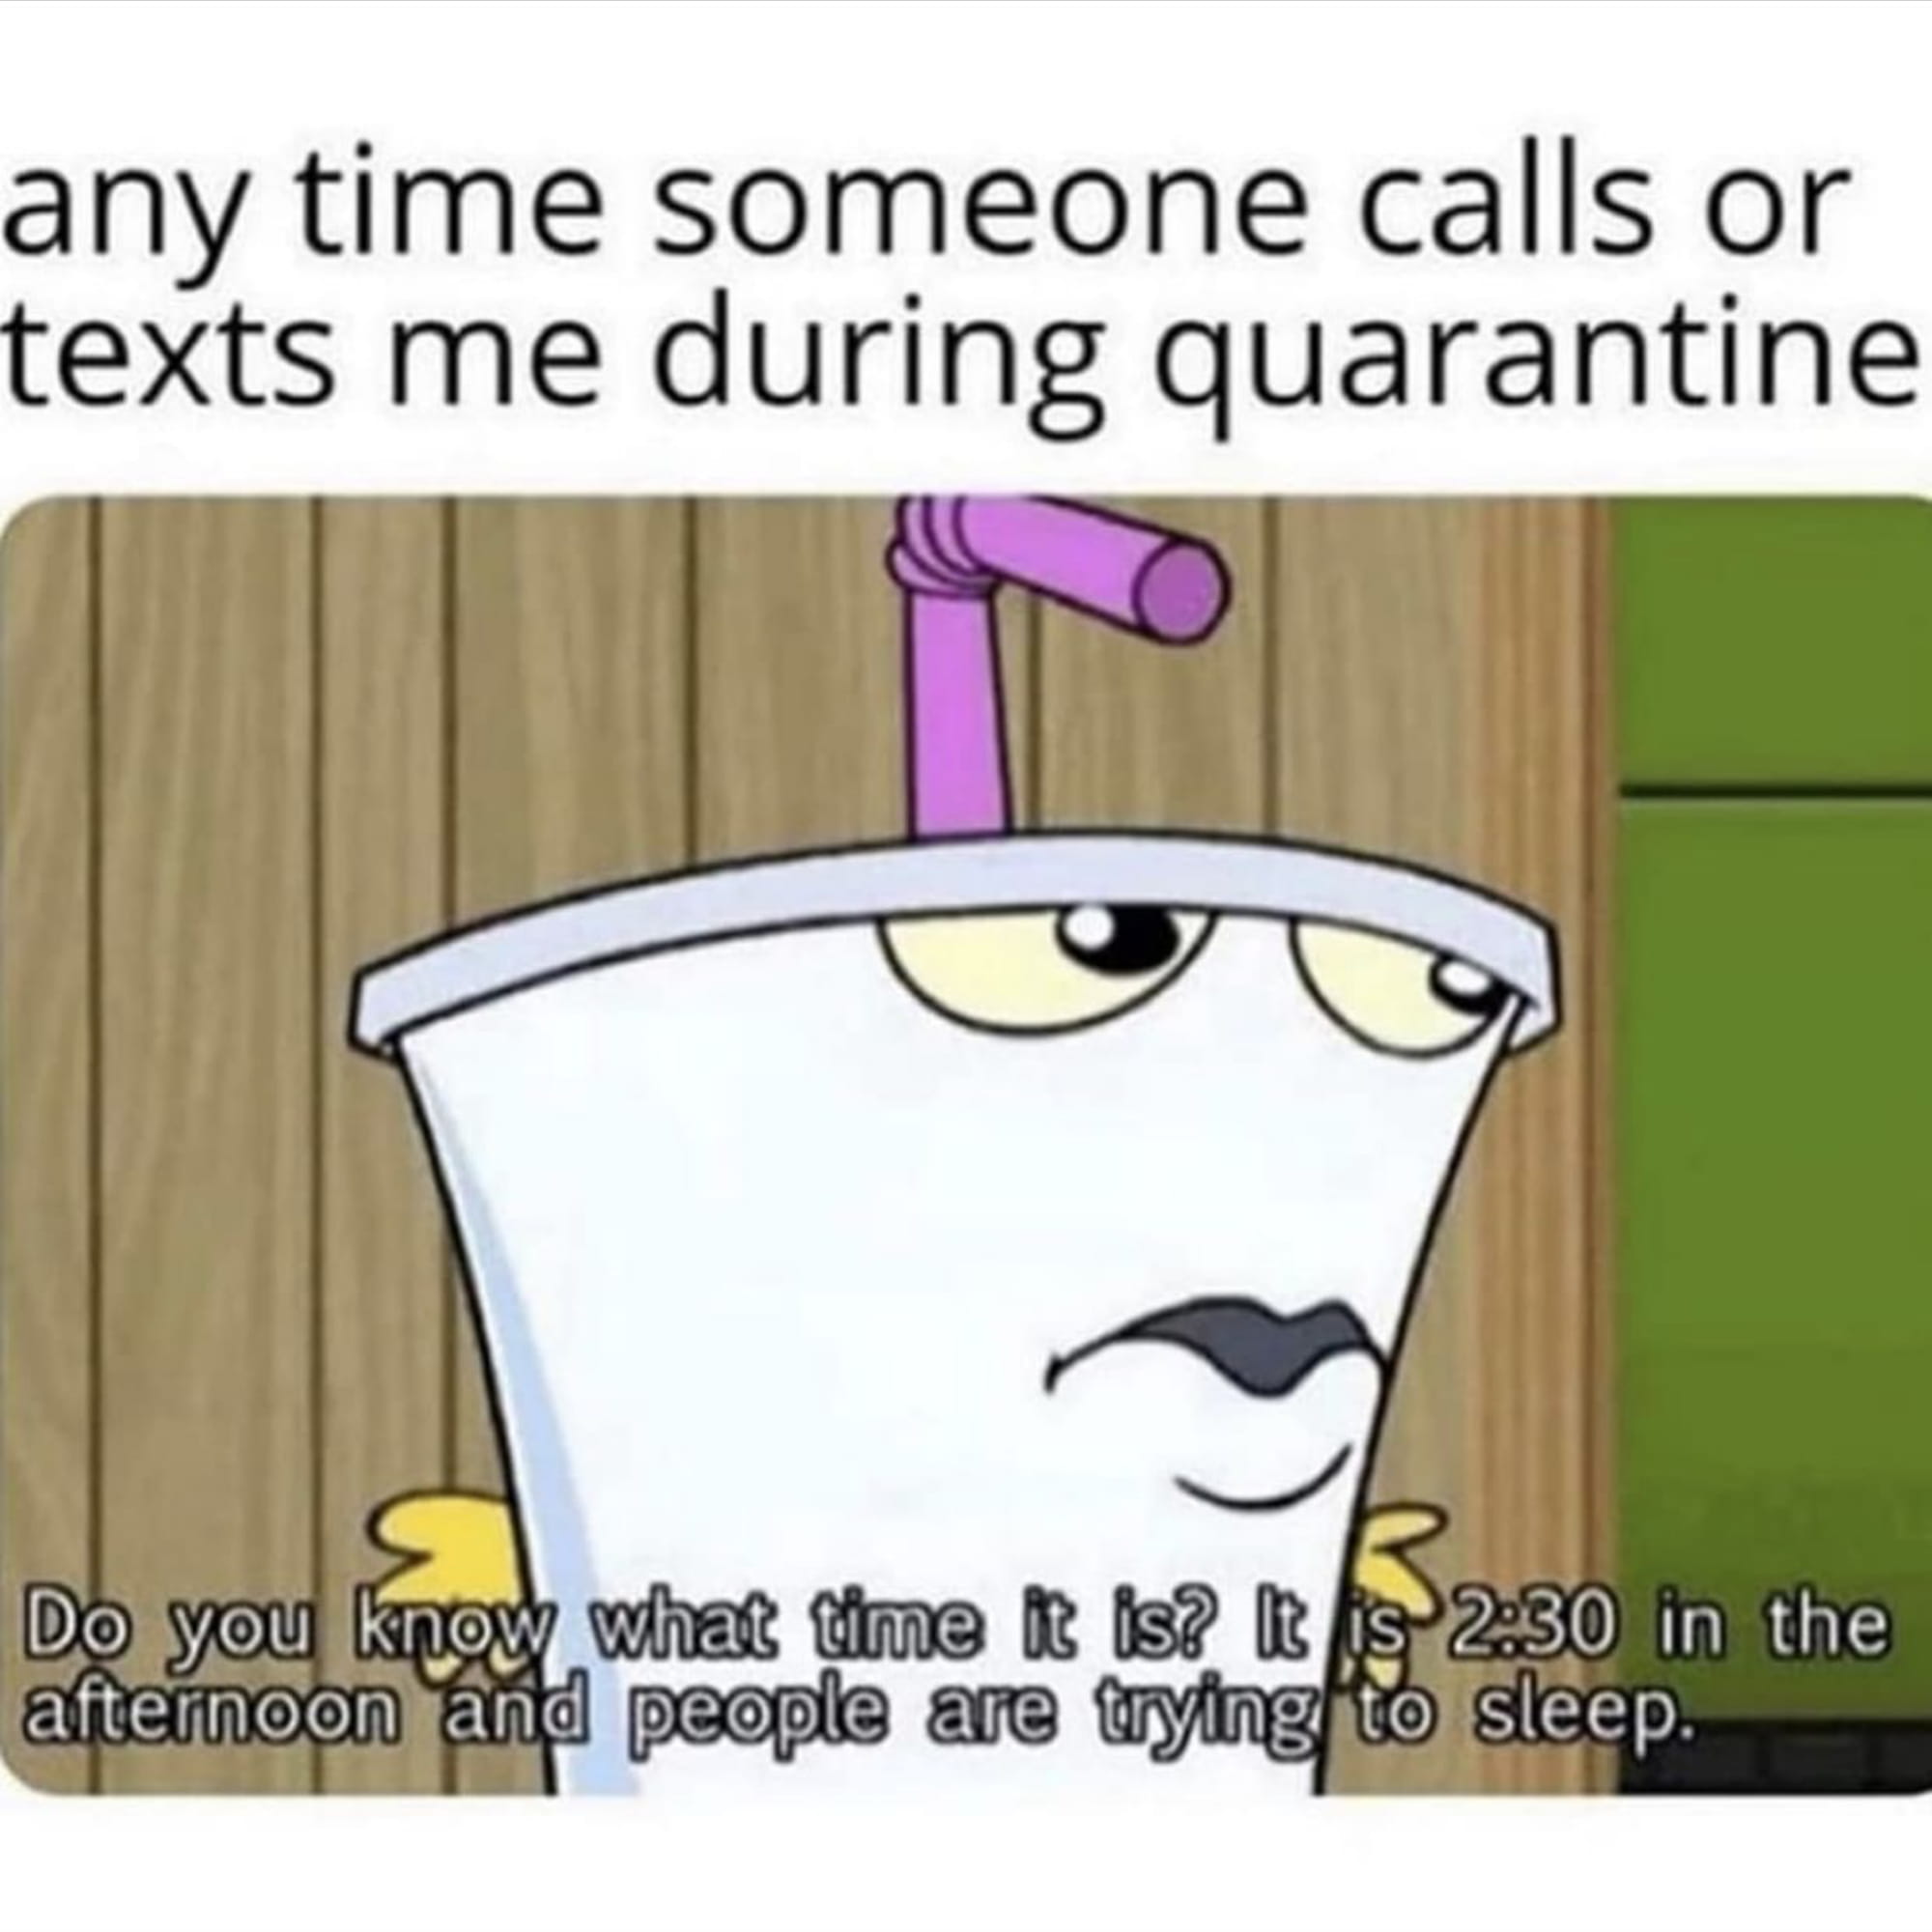 any time someone calls or
texts me during quarantine
Do you know what time it is? It is 2:30 in the
afternoon and people are trying to sleep.